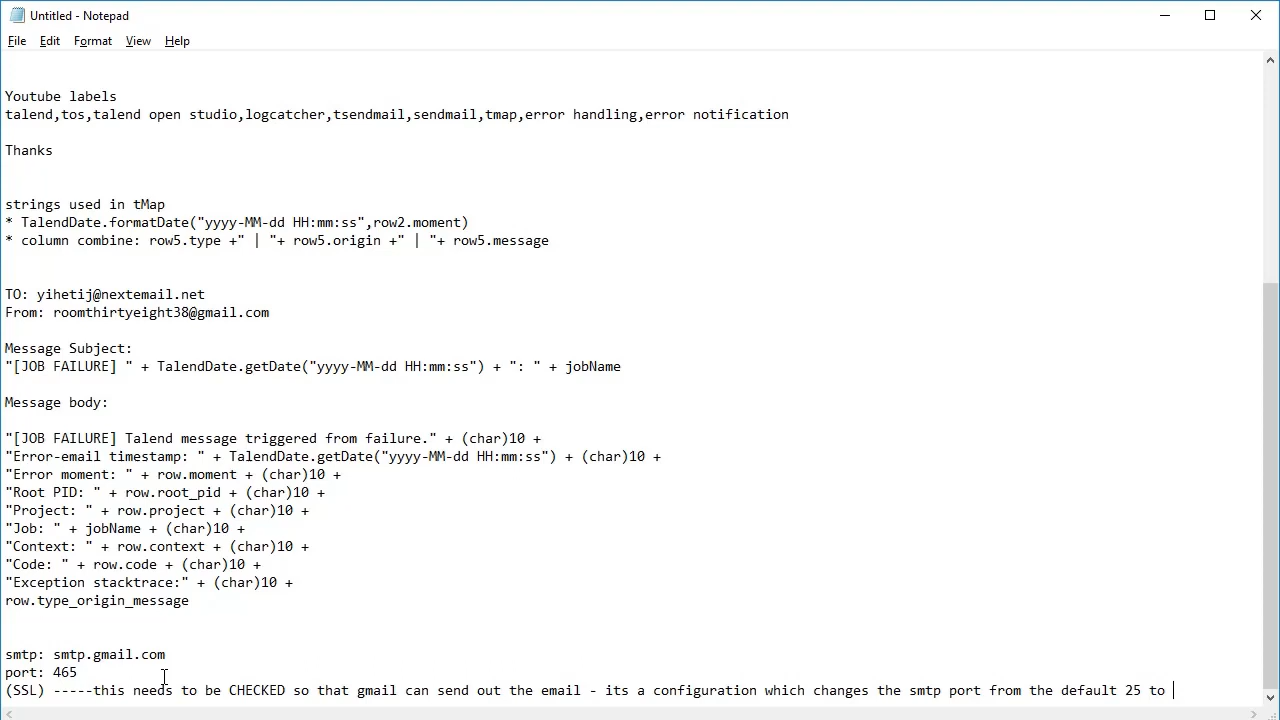 Untitled - Notepad
File Edit Format View Help
Youtube labels
talend,tos,talend open studio,logcatcher,tsendmail,sendmail,tmap,error handling,error notification
Thanks
strings used in tMap
* TalendDate.formatDate("yyyy-MM-dd HH:mm:ss",row2.moment)
* column combine: row5.type +" | "+ row5.origin +" | "+ row5.message
TO: yihetij@nextemail.net
From: roomthirtyeight38@gmail.com
Message Subject:
"[JOB FAILURE] " + TalendDate.getDate("yyyy-MM-dd HH:mm:ss") + ": " + jobName
Message body:
"[JOB FAILURE] Talend message triggered from failure." + (char)10 +
"Error-email timestamp: " + TalendDate.getDate("yyyy-MM-dd HH:mm:ss") + (char)10 +
"Error moment: " + row.moment + (char)10 +
"Root PID: " + row.root_pid + (char)10 +
"Project: " + row.project + (char)10 +
"Job: " + jobName + (char)10 +
"Context: " + row.context + (char)10 +
"Code: " + row.code + (char)10 +
"Exception stacktrace:" + (char)10 +
row.type_origin_message
smtp: smtp.gmail.com
port: 465
(SSL) -----this needs to be CHECKED so that gmail can send out the email - its a configuration which changes the smtp port from the default 25 to